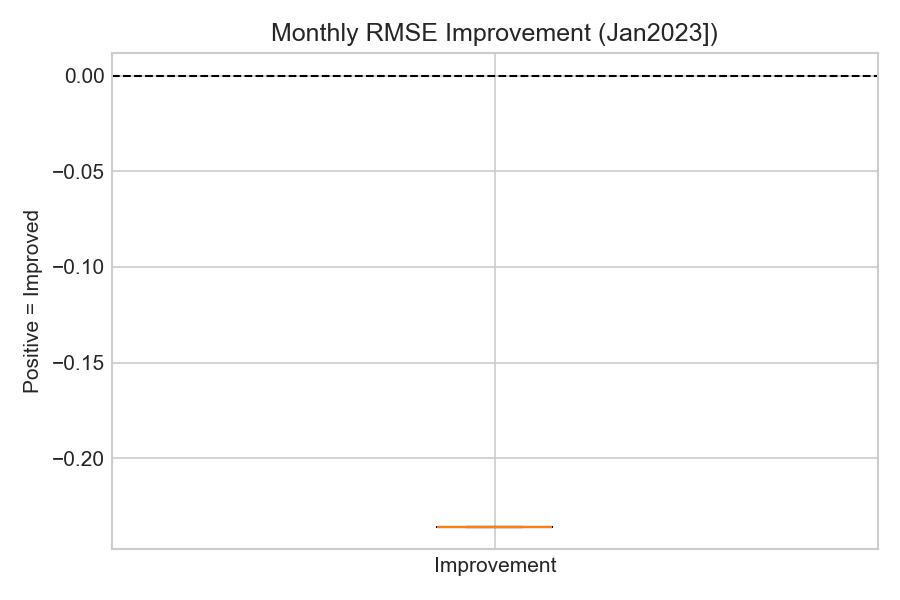 Monthly RMSE Improvement (Jan2023])
0.00
−0.05
−0.10
−0.15
−0.20
Positive = Improved
Improvement